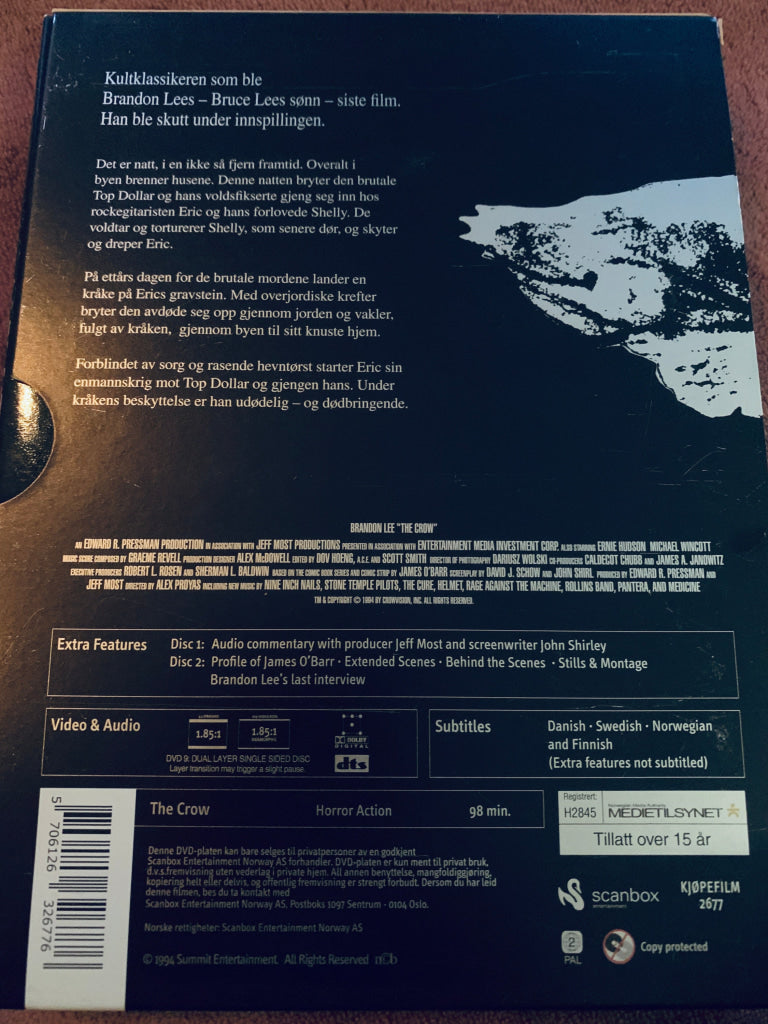 Kultklassikeren som ble
Brandon Lees – Bruce Lees sønn – siste film.
Han ble skutt under innspillingen.
Det er natt, i en ikke så fjern framtid. Overalt i
byen brenner husene. Denne natten bryter den brutale
Top Dollar og hans voldsfikserte gjeng seg inn hos
rockegitaristen Eric og hans forlovede Shelly. De
voldtar og torturerer Shelly, som senere dør, og skyter
og dreper Eric.
På ettårs dagen for de brutale mordene lander en
kråke på Erics gravstein. Med overjordiske krefter
bryter den avdøde seg opp gjennom jorden og vakler,
fulgt av kråken, gjennom byen til sitt knuste hjem.
Forblindet av sorg og rasende hevntørst starter Eric sin
enmannskrig mot Top Dollar og gjengen hans. Under
kråkens beskyttelse er han udødelig – og dødbringende.
BRANDON LEE "THE CROW"
AN EDWARD R. PRESSMAN PRODUCTION IN ASSOCIATION WITH JEFF MOST PRODUCTIONS PRESENTED IN ASSOCIATION WITH ENTERTAINMENT MEDIA INVESTMENT CORP. ALSO STARRING ERNIE HUDSON MICHAEL WINCOTT
MUSIC SCORE COMPOSED BY GRAEME REVELL PRODUCTION DESIGNER ALEX McDOWELL EDITED BY DOV HOENG, A.C.E. AND SCOTT SMITH DIRECTOR OF PHOTOGRAPHY DARIUSZ WOLSKI CO-PRODUCERS CALDECOT CHUBB AND JAMES A. JANOWITZ
EXECUTIVE PRODUCERS ROBERT L. ROSEN AND SHERMAN L. BALDWIN BASED ON THE COMIC BOOK SERIES AND COMIC STRIP BY JAMES O'BARR SCREENPLAY BY DAVID J. SCHOW AND JOHN SHIRL PRODUCED BY EDWARD R. PRESSMAN AND
JEFF MOST DIRECTED BY ALEX PROYAS INCLUDING NEW MUSIC BY NINE INCH NAILS, STONE TEMPLE PILOTS, THE CURE, HELMET, RAGE AGAINST THE MACHINE, ROLLINS BAND, PANTERA, AND MEDICINE
TM & COPYRIGHT © 1994 BY CROWVISION, INC. ALL RIGHTS RESERVED.
Extra Features
Disc 1: Audio commentary with producer Jeff Most and screenwriter John Shirley
Disc 2: Profile of James O'Barr · Extended Scenes · Behind the Scenes · Stills & Montage
Brandon Lee's last interview
Video & Audio
1.85:1
1.85:1
DOLBY
DIGITAL
dts
DVD 9: DUAL LAYER SINGLE SIDED DISC
Layer transition may trigger a slight pause.
Subtitles
Danish · Swedish · Norwegian
and Finnish
(Extra features not subtitled)
The Crow Horror Action 98 min.
Registrert:
H2845
Norwegian Media Authority
MEDIETILSYNET
Tillatt over 15 år
Denne DVD-platen kan bare selges til privatpersoner av en godkjent
Scanbox Entertainment Norway AS forhandler. DVD-platen er kun ment til privat bruk,
d.v.s.fremvisning uten vederlag i private hjem. All annen benyttelse, mangfoldiggjøring,
kopiering helt eller delvis, og offentlig fremvisning er strengt forbudt. Dersom du har leid
denne filmen, bes du ta kontakt med
Scanbox Entertainment Norway AS. Postboks 1097 Sentrum - 0104 Oslo.
Norske rettigheter: Scanbox Entertainment Norway AS
© 1994 Summit Entertainment. All Rights Reserved ncb
scanbox
entertainment
KJØPEFILM
2677
2
PAL
Copy protected
5 706126 326776